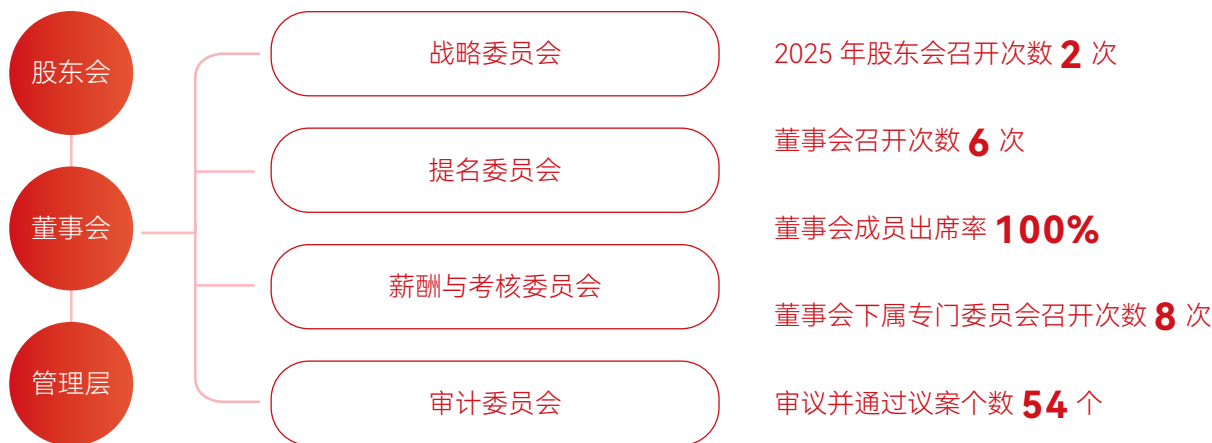 股东会
董事会
管理层
战略委员会
提名委员会
薪酬与考核委员会
审计委员会
2025 年股东会召开次数 2 次
董事会召开次数 6 次
董事会成员出席率 100%
董事会下属专门委员会召开次数 8 次
审议并通过议案个数 54 个